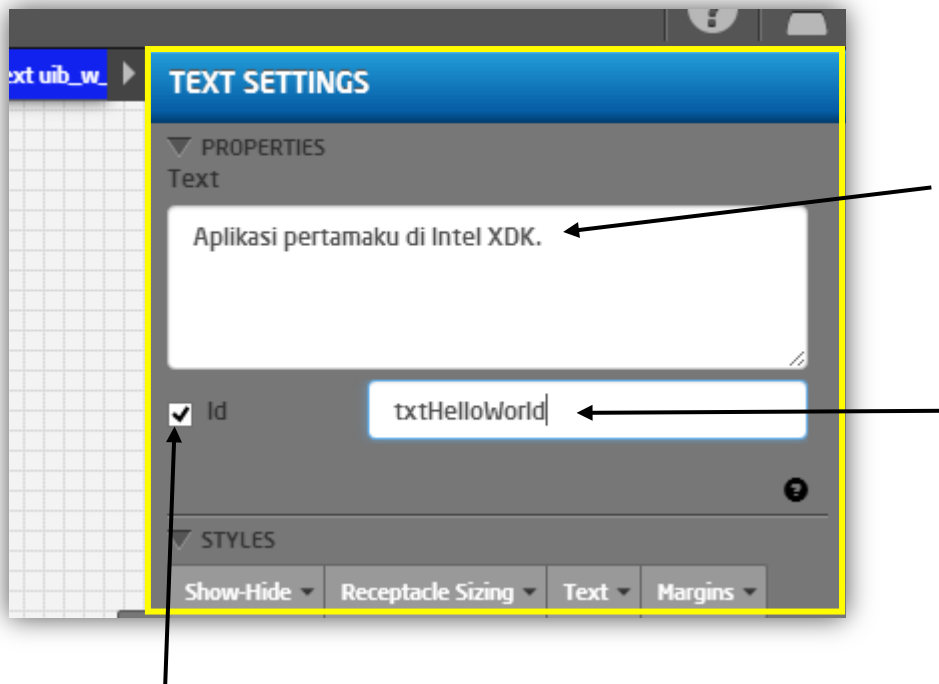 ext uib_w_
TEXT SETTINGS
PROPERTIES
Text
Aplikasi pertamaku di Intel XDK.
Id
txtHelloWorld
STYLES
Show-Hide
Receptacle Sizing
Text
Margins